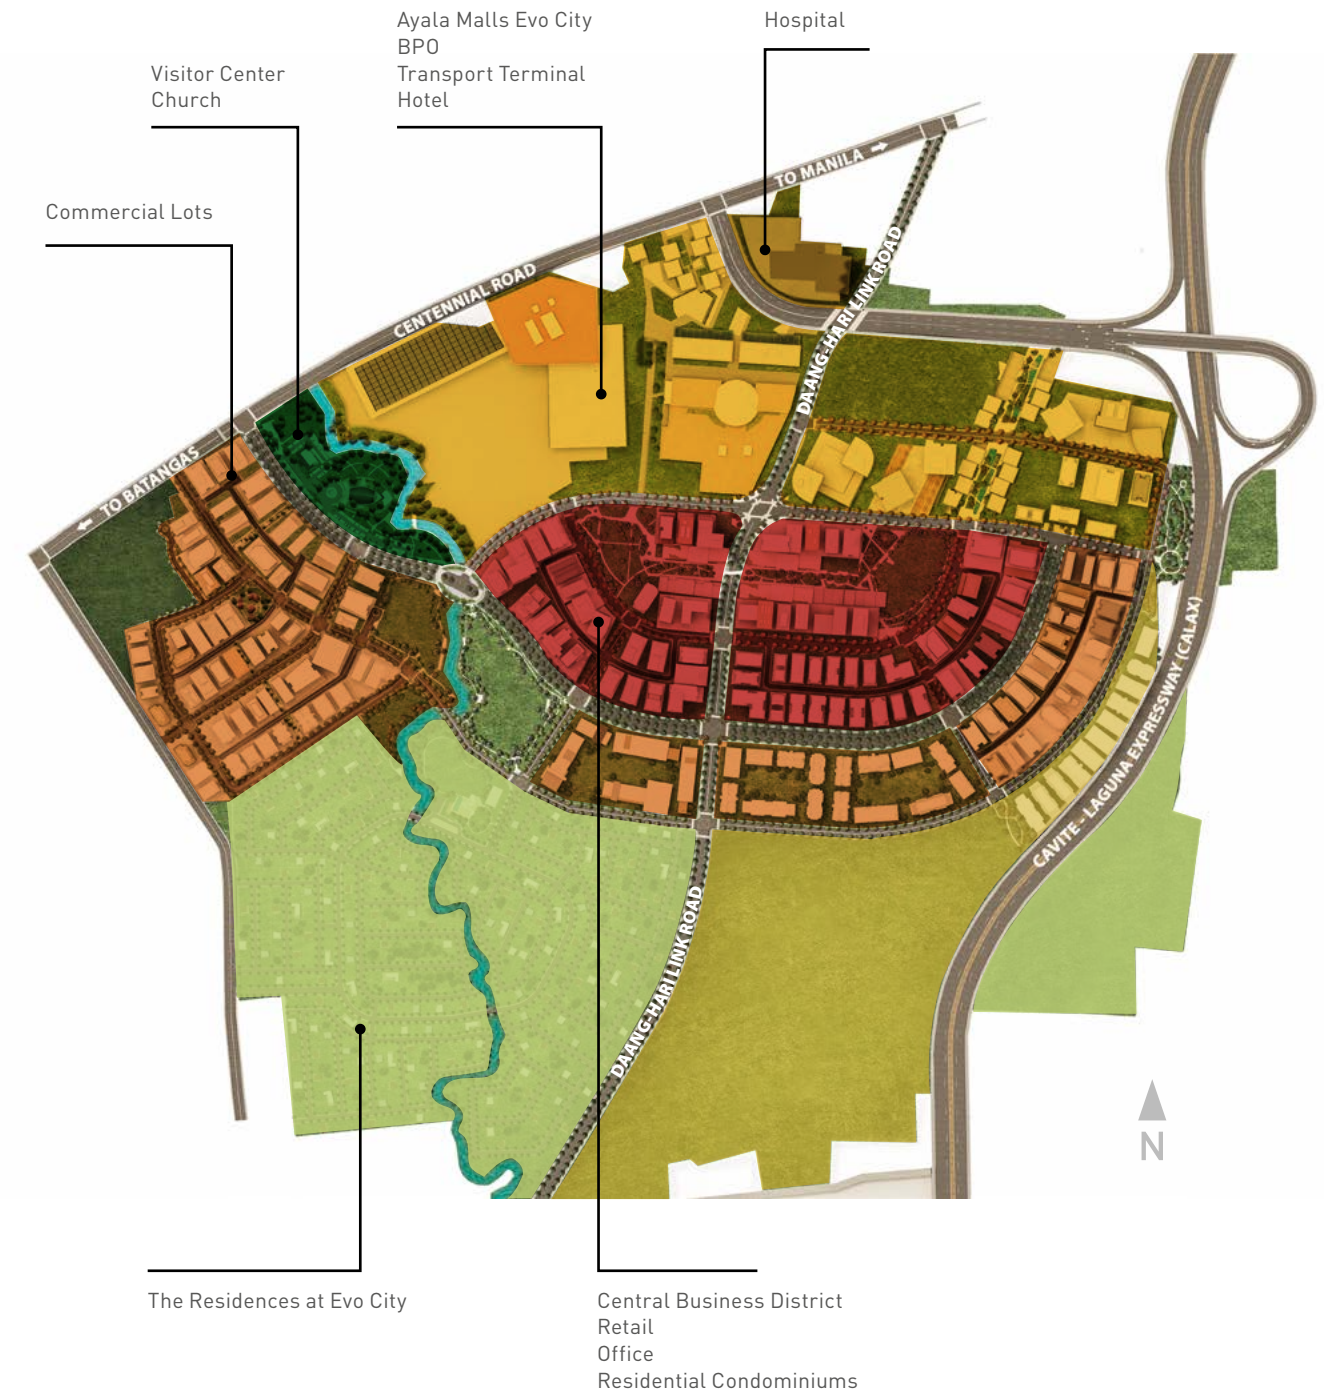 Ayala Malls Evo City
BPO
Transport Terminal
Hotel
Hospital
Visitor Center
Church
Commercial Lots
TO MANILA →
CENTENNIAL ROAD
DAANG-HARI LINK ROAD
← TO BATANGAS
CAVITE - LAGUNA EXPRESSWAY (CALAX)
DAANG-HARI LINK ROAD
N
The Residences at Evo City
Central Business District
Retail
Office
Residential Condominiums